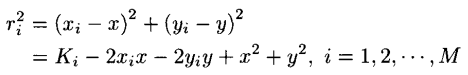 r_i^2 = (x_i − x)^2 + (y_i − y)^2
= K_i − 2x_i x − 2y_i y + x^2 + y^2, i = 1, 2, ⋯, M